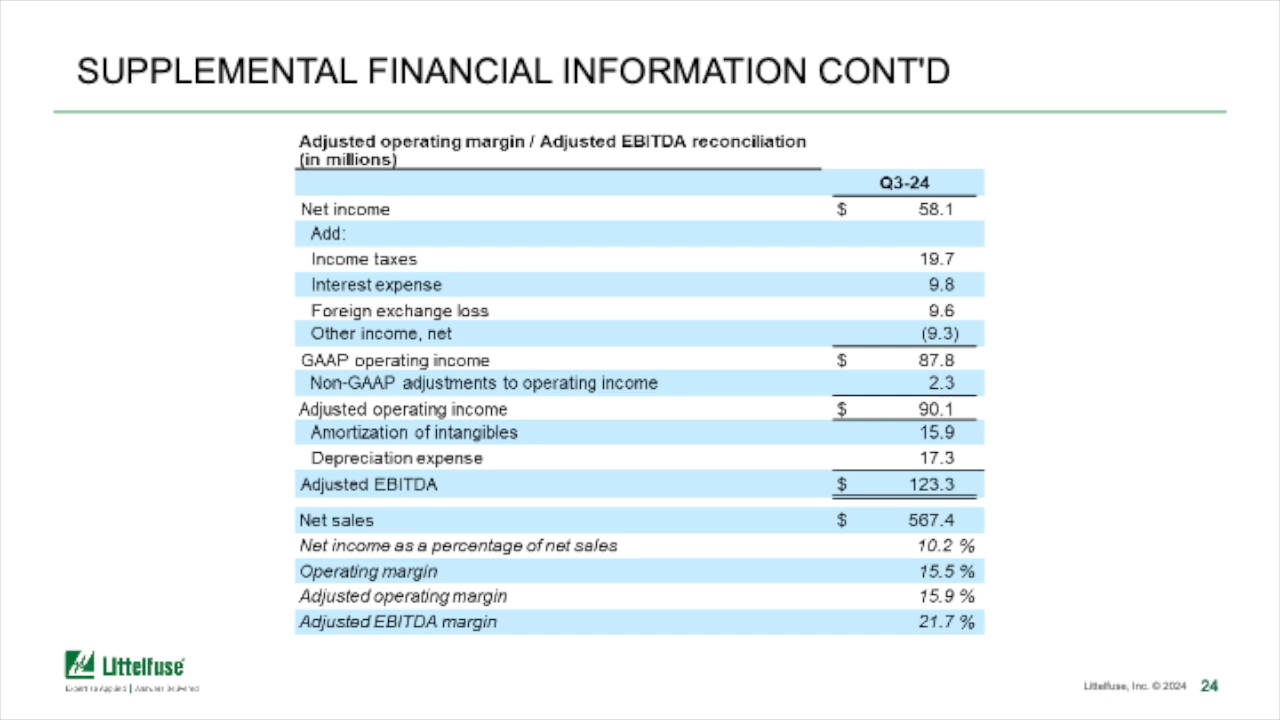 SUPPLEMENTAL FINANCIAL INFORMATION CONT'D
Adjusted operating margin / Adjusted EBITDA reconciliation
(in millions)
Q3-24
Net income $ 58.1
Add:
Income taxes 19.7
Interest expense 9.8
Foreign exchange loss 9.6
Other income, net (9.3)
GAAP operating income $ 87.8
Non-GAAP adjustments to operating income 2.3
Adjusted operating income $ 90.1
Amortization of intangibles 15.9
Depreciation expense 17.3
Adjusted EBITDA $ 123.3
Net sales $ 567.4
Net income as a percentage of net sales 10.2 %
Operating margin 15.5 %
Adjusted operating margin 15.9 %
Adjusted EBITDA margin 21.7 %
Littelfuse
Applied | Delivered
Littelfuse, Inc. © 2024 24